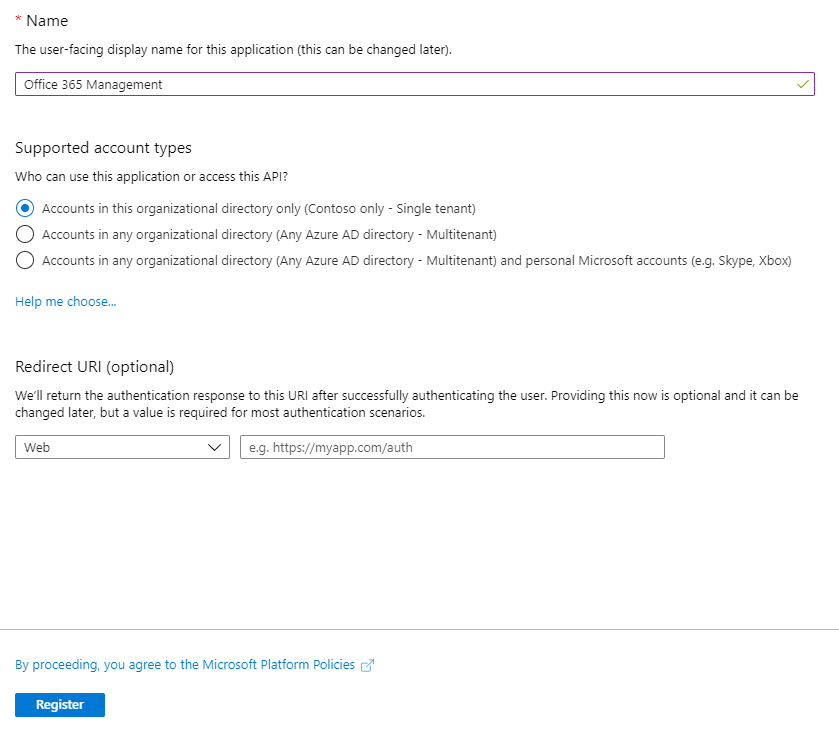 * Name
The user-facing display name for this application (this can be changed later).
Office 365 Management
Supported account types
Who can use this application or access this API?
Accounts in this organizational directory only (Contoso only - Single tenant)
Accounts in any organizational directory (Any Azure AD directory - Multitenant)
Accounts in any organizational directory (Any Azure AD directory - Multitenant) and personal Microsoft accounts (e.g. Skype, Xbox)
Help me choose...
Redirect URI (optional)
We'll return the authentication response to this URI after successfully authenticating the user. Providing this now is optional and it can be
changed later, but a value is required for most authentication scenarios.
Web e.g. https://myapp.com/auth
By proceeding, you agree to the Microsoft Platform Policies
Register